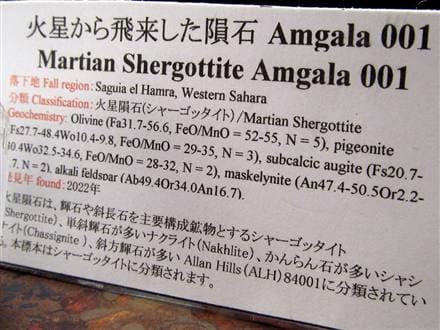 火星から飛来した隕石 Amgala 001
Martian Shergottite Amgala 001
落下地 Fall region: Saguia el Hamra, Western Sahara
分類 Classification: 火星隕石(シャーゴッタイト)/Martian Shergottite
Geochemistry: Olivine (Fa31.7-56.6, FeO/MnO = 52-55, N = 5), pigeonite
(Fs27.7-48.4Wo10.4-9.8, FeO/MnO = 29-35, N = 3), subcalcic augite (Fs20.7-
30.4Wo32.5-34.6, FeO/MnO = 28-32, N = 2), maskelynite (An47.4-50.5Or2.2-
N = 2), alkali feldspar (Ab49.4Or34.0An16.7).
発見年 found: 2022年
火星隕石は、輝石や斜長石を主要構成鉱物とするシャーゴッタイト
(Shergottite)、単斜輝石が多いナクライト(Nakhlite)、かんらん石が多いシャシ
ナイト(Chassignite)、斜方輝石が多い Allan Hills(ALH)84001に分類されてい
本標本はシャーゴッタイトに分類されます。